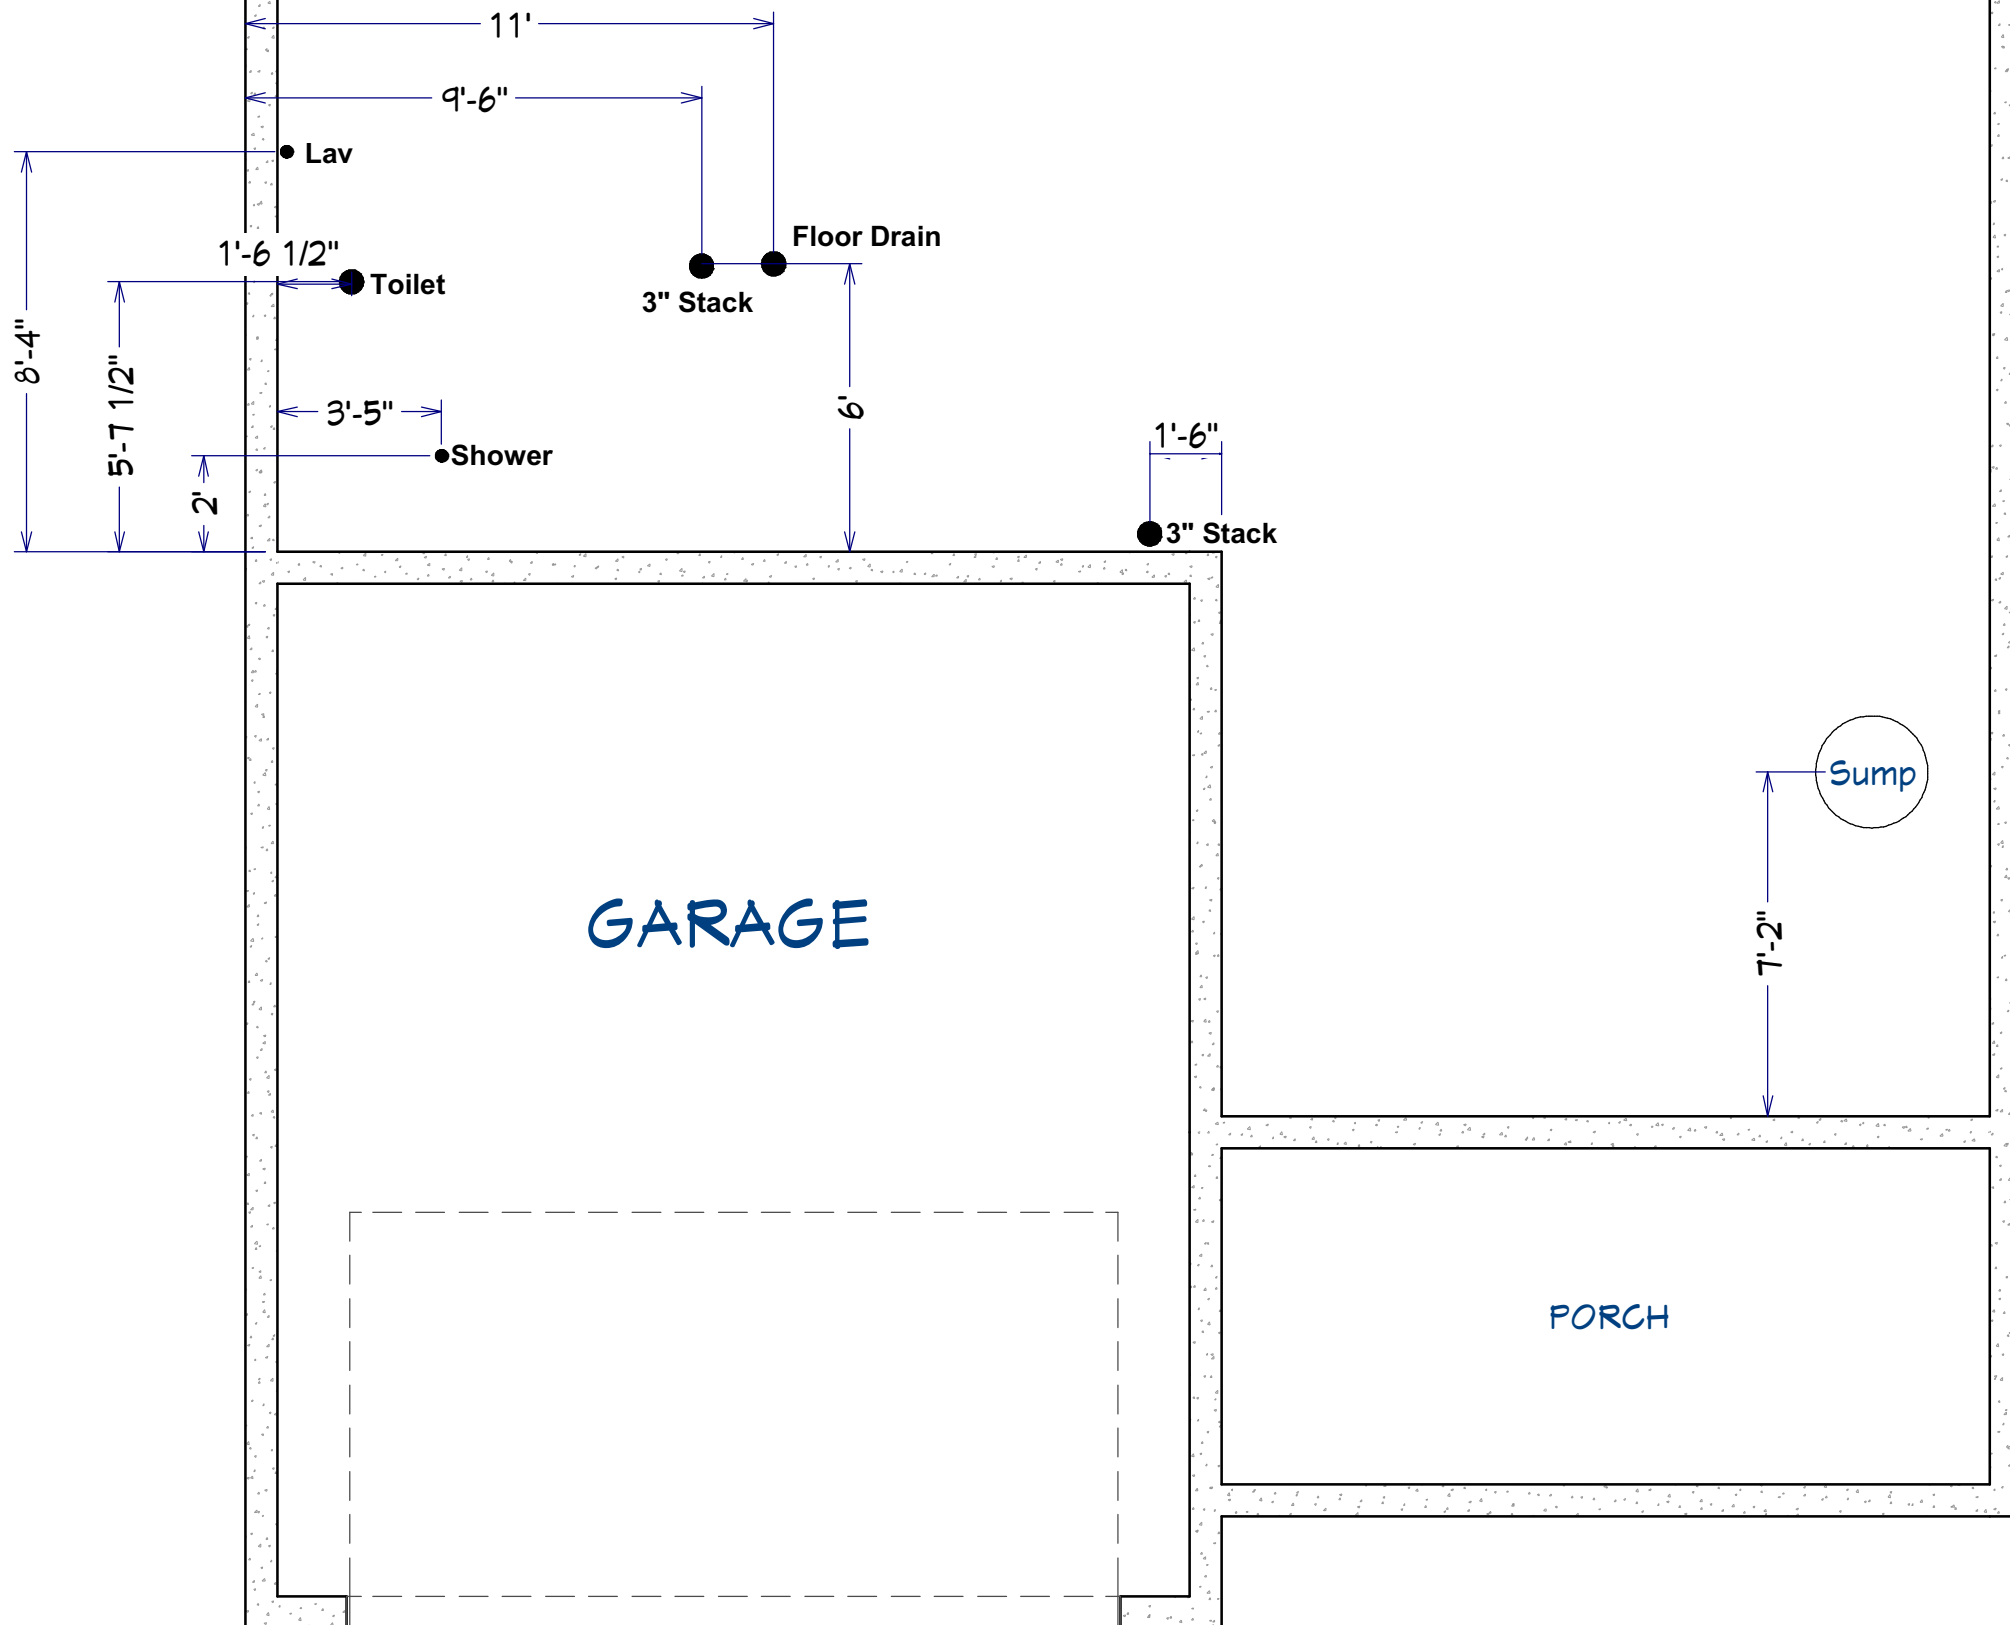 11'
9'-6"
Lav
Floor Drain
1'-6 1/2"
Toilet
3" Stack
8'-4"
5'-7 1/2"
3'-5"
6'
1'-6"
Shower
2'
3" Stack
Sump
GARAGE
7'-2"
PORCH